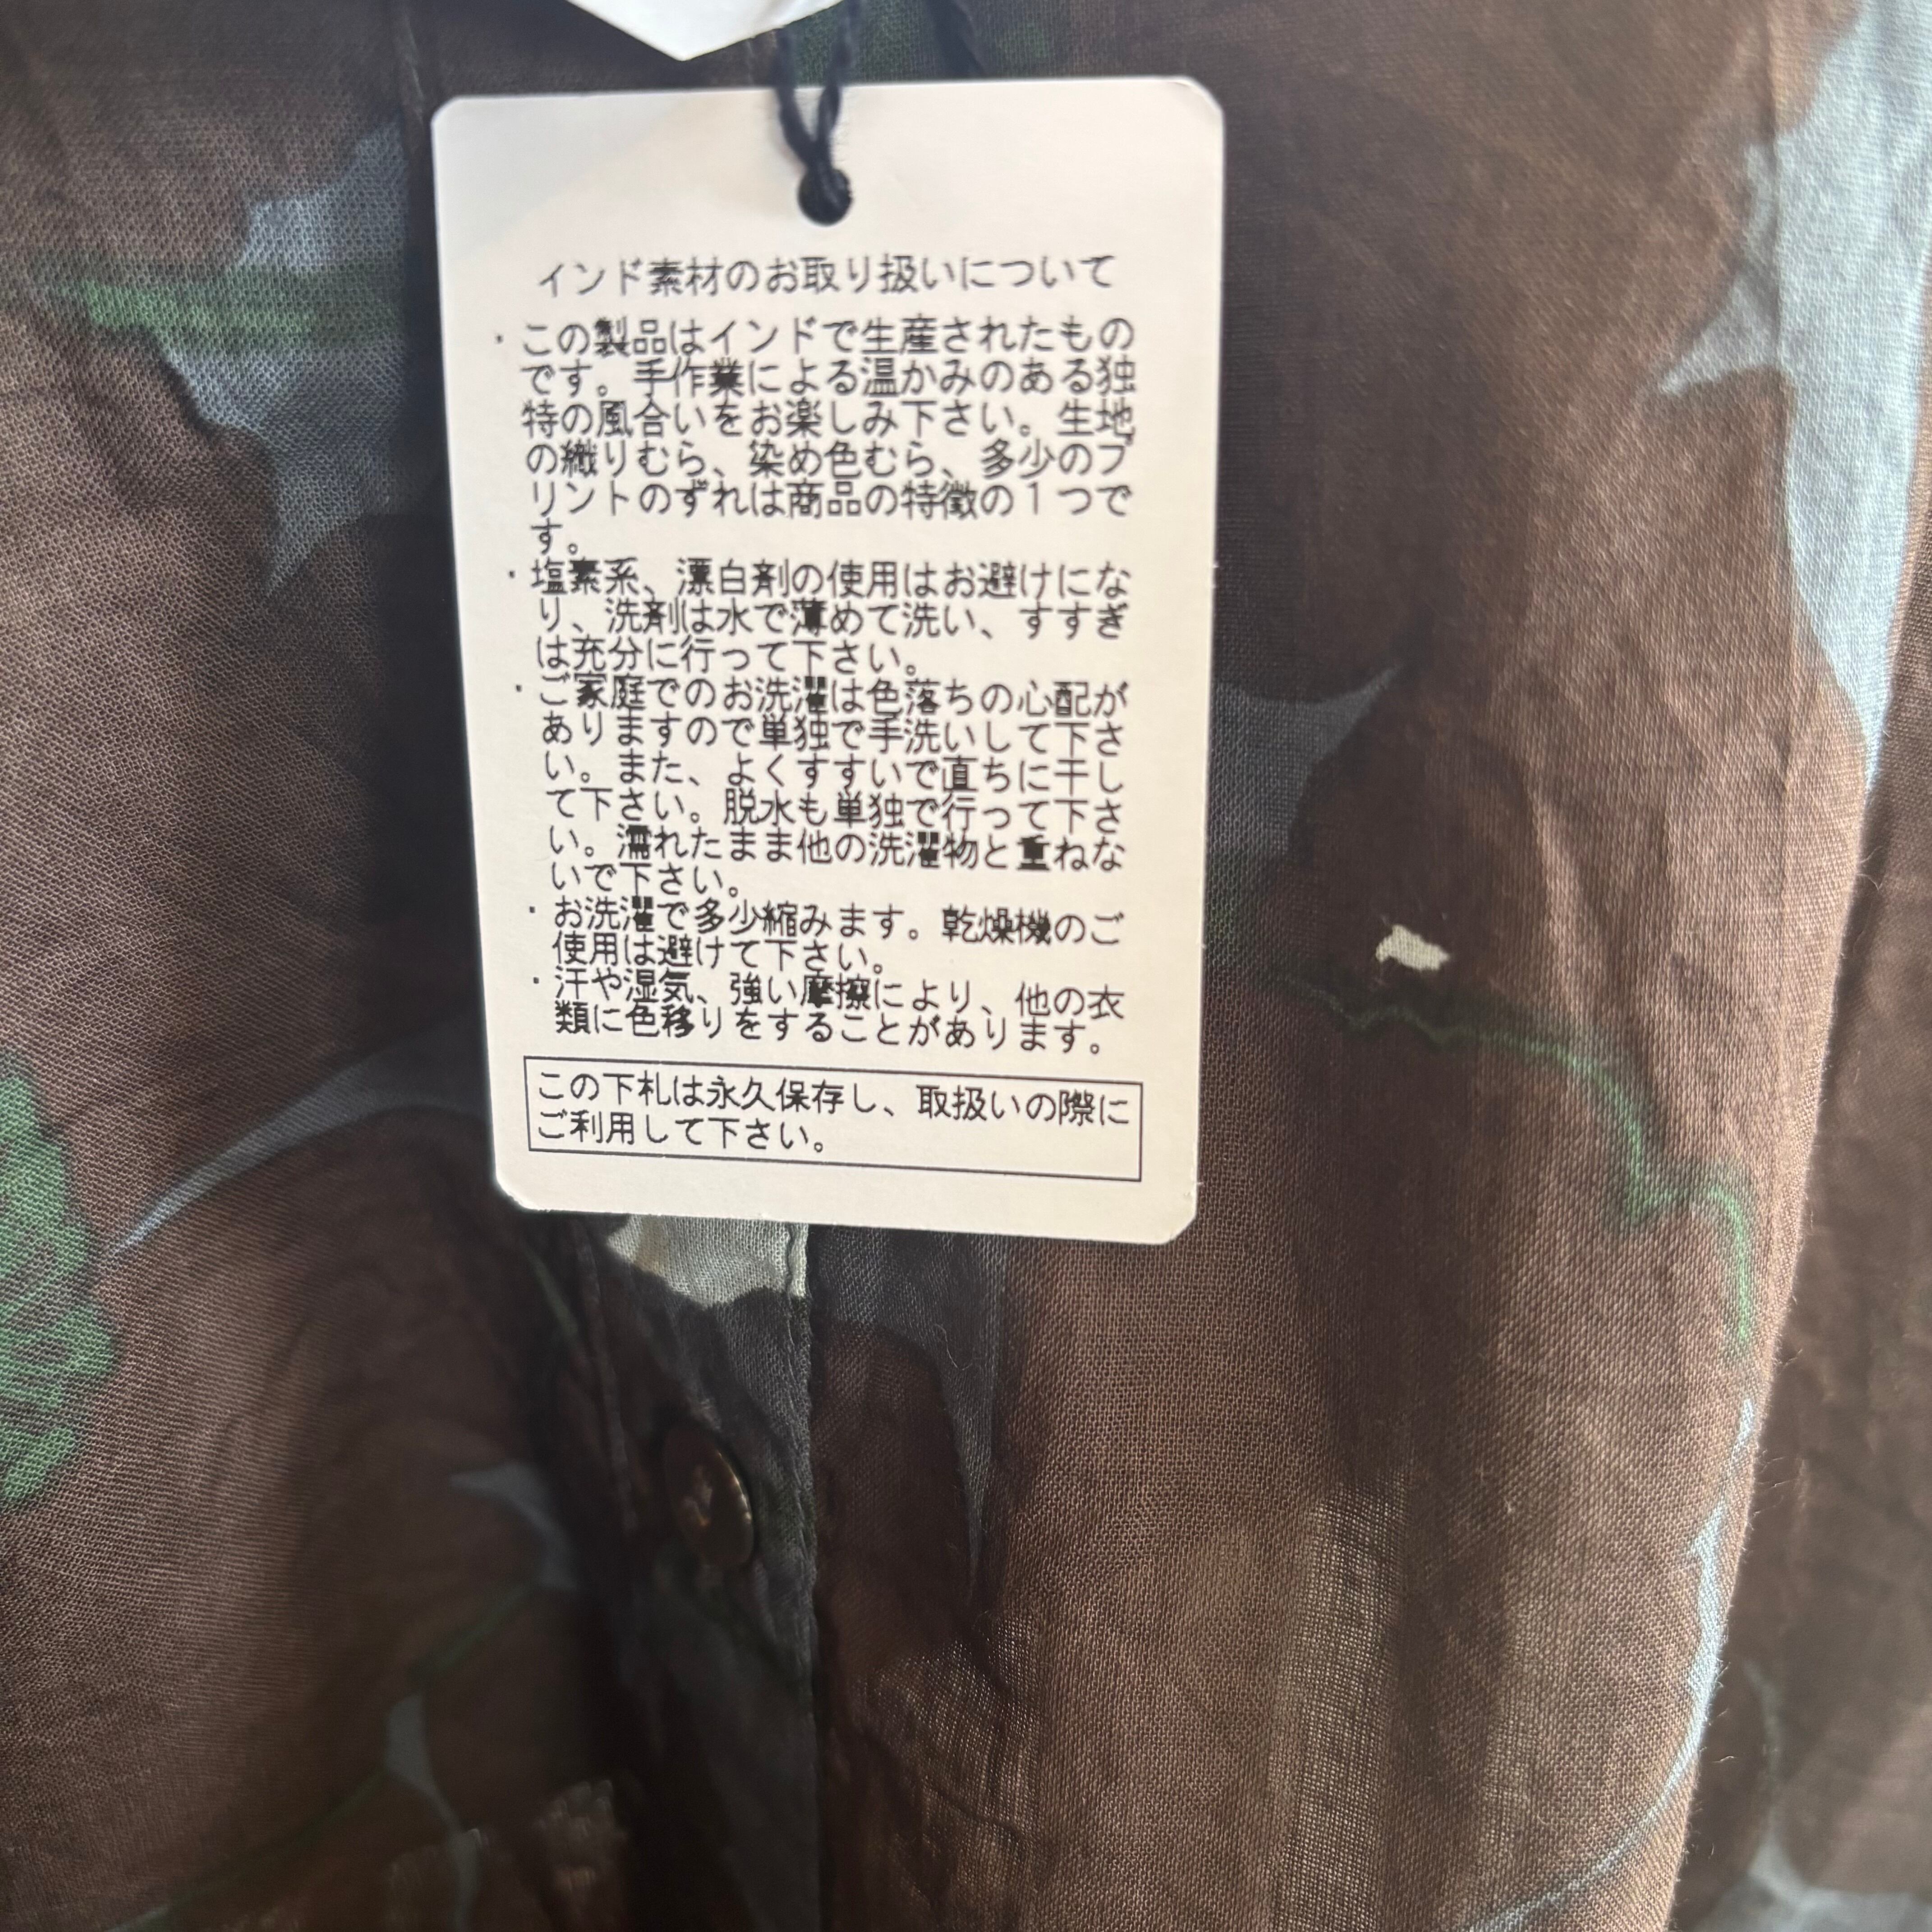 インド素材のお取り扱いについて
・この製品はインドで生産されたもの
です。手作業による温かみのある独
特の風合いをお楽しみ下さい。生地
の織りむら、染め色むら、多少のプ
リントのずれは商品の特徴の1つで
す。
・塩素系、漂白剤の使用はお避けにな
り、洗剤は水で薄めて洗い、すすぎ
は充分に行って下さい。
・ご家庭でのお洗濯は色落ちの心配が
ありますので単独で手洗いして下さ
い。また、よくすすいで直ちに干し
て下さい。脱水も単独で行って下さ
い。濡れたまま他の洗濯物と重ねな
いで下さい。
・お洗濯で多少縮みます。乾燥機のご
使用は避けて下さい。
・汗や湿気、強い摩擦により、他の衣
類に色移りをすることがあります。
この下札は永久保存し、取扱いの際に
ご利用して下さい。